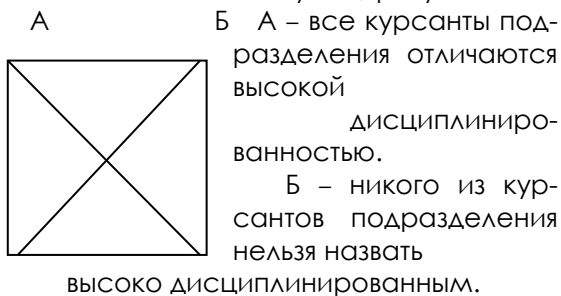 А Б А – все курсанты под-
разделения отличаются
высокой
дисциплиниро-
ванностью.
Б – никого из кур-
сантов подразделения
нельзя назвать
высоко дисциплинированным.